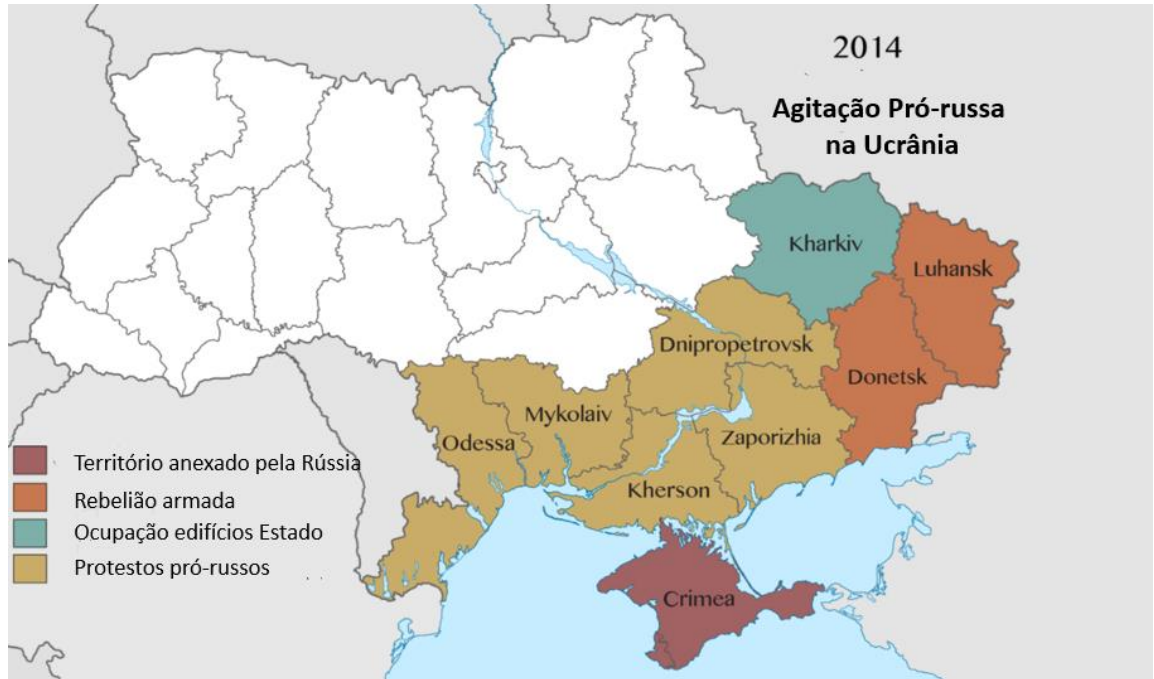 2014
Agitação Pró-russa
na Ucrânia
Kharkiv
Luhansk
Dnipropetrovsk
Donetsk
Mykolaiv
Odessa
Zaporizhia
Kherson
Crimea
Território anexado pela Rússia
Rebelião armada
Ocupação edifícios Estado
Protestos pró-russos